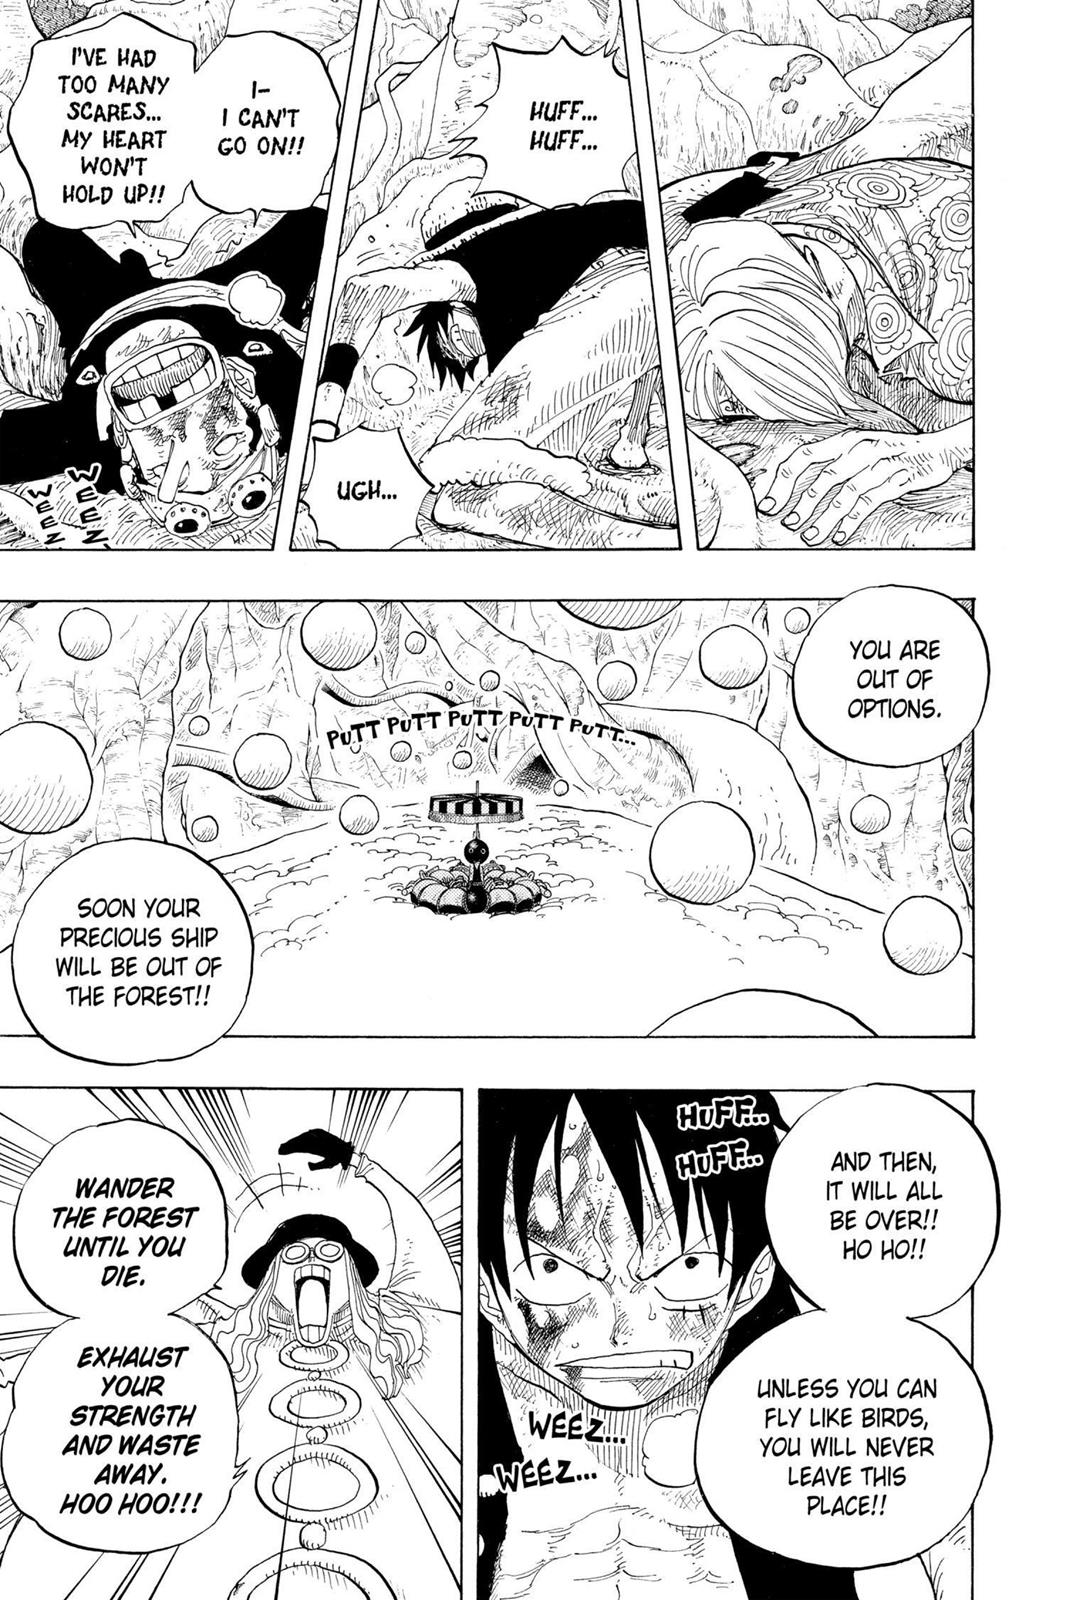 HUFF...
HUFF...
UGH...
I-
I CAN'T
GO ON!!
I'VE HAD
TOO MANY
SCARES...
MY HEART
WON'T
HOLD UP!!
WEEZ
WEEZ
YOU ARE
OUT OF
OPTIONS.
PUTT PUTT PUTT PUTT PUTT...
SOON YOUR
PRECIOUS SHIP
WILL BE OUT OF
THE FOREST!!
HUFF...
HUFF...
AND THEN,
IT WILL ALL
BE OVER!!
HO HO!!
UNLESS YOU CAN
FLY LIKE BIRDS,
YOU WILL NEVER
LEAVE THIS
PLACE!!
WEEZ...
WEEZ...
WANDER
THE FOREST
UNTIL YOU
DIE.
EXHAUST
YOUR
STRENGTH
AND WASTE
AWAY.
HOO HOO!!!